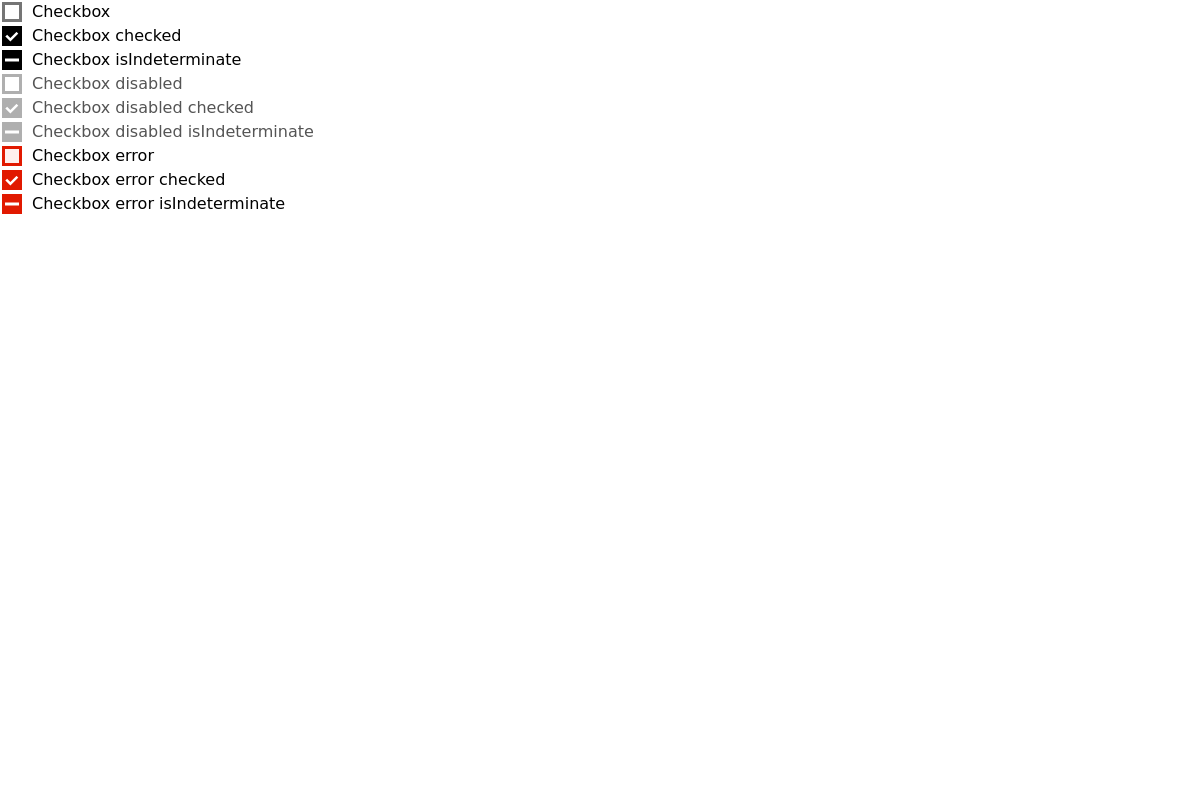 Checkbox
Checkbox checked
Checkbox isIndeterminate
Checkbox disabled
Checkbox disabled checked
Checkbox disabled isIndeterminate
Checkbox error
Checkbox error checked
Checkbox error isIndeterminate